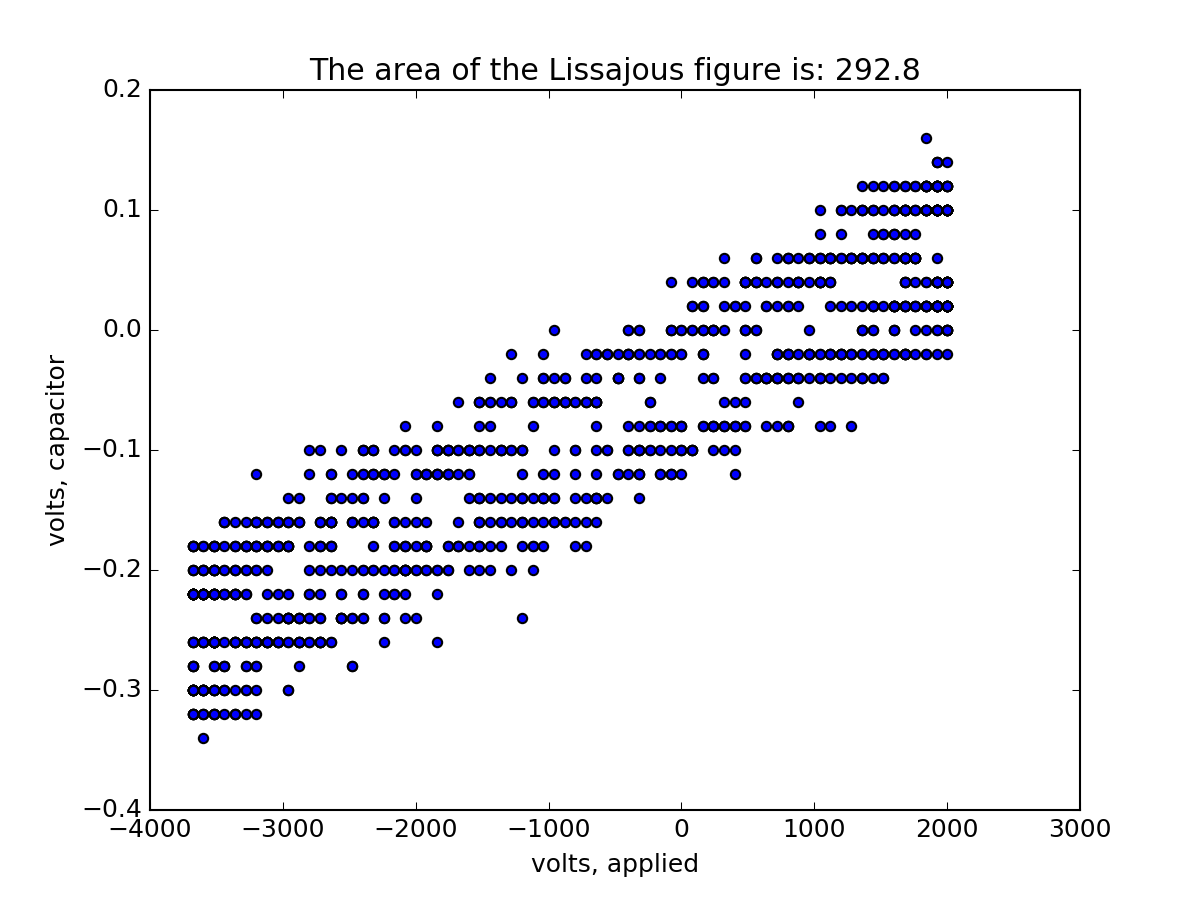 The area of the Lissajous figure is: 292.8
0.2
0.1
0.0
−0.1
−0.2
−0.3
−0.4
volts, capacitor
−4000 −3000 −2000 −1000 0 1000 2000 3000
volts, applied